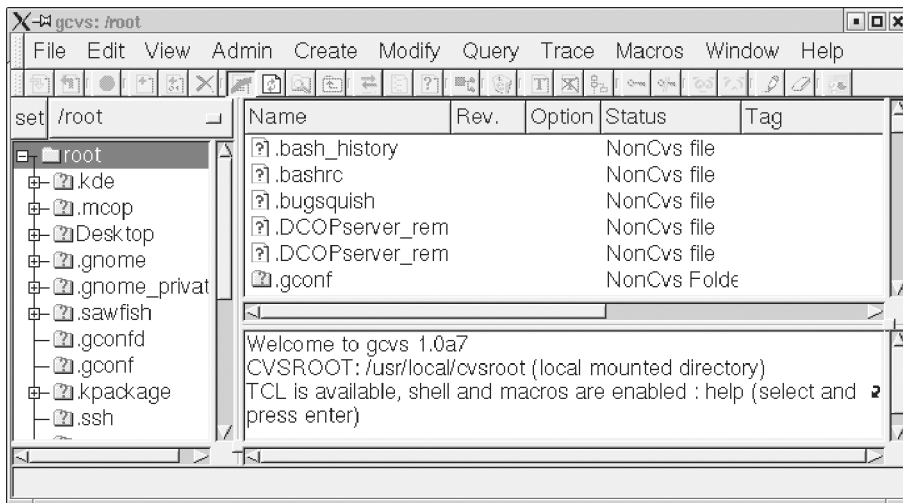 gcvs: /root
File Edit View Admin Create Modify Query Trace Macros Window Help
set /root
root
.kde
.mcop
Desktop
.gnome
.gnome_privat
.sawfish
.gconfd
.gconf
.kpackage
.ssh
Name Rev. Option Status Tag
.bash_history NonCvs file
.bashrc NonCvs file
.bugsquish NonCvs file
.DCOPserver_rem NonCvs file
.DCOPserver_rem NonCvs file
.gconf NonCvs Folde
Welcome to gcvs 1.0a7
CVSROOT: /usr/local/cvsroot (local mounted directory)
TCL is available, shell and macros are enabled : help (select and
press enter)